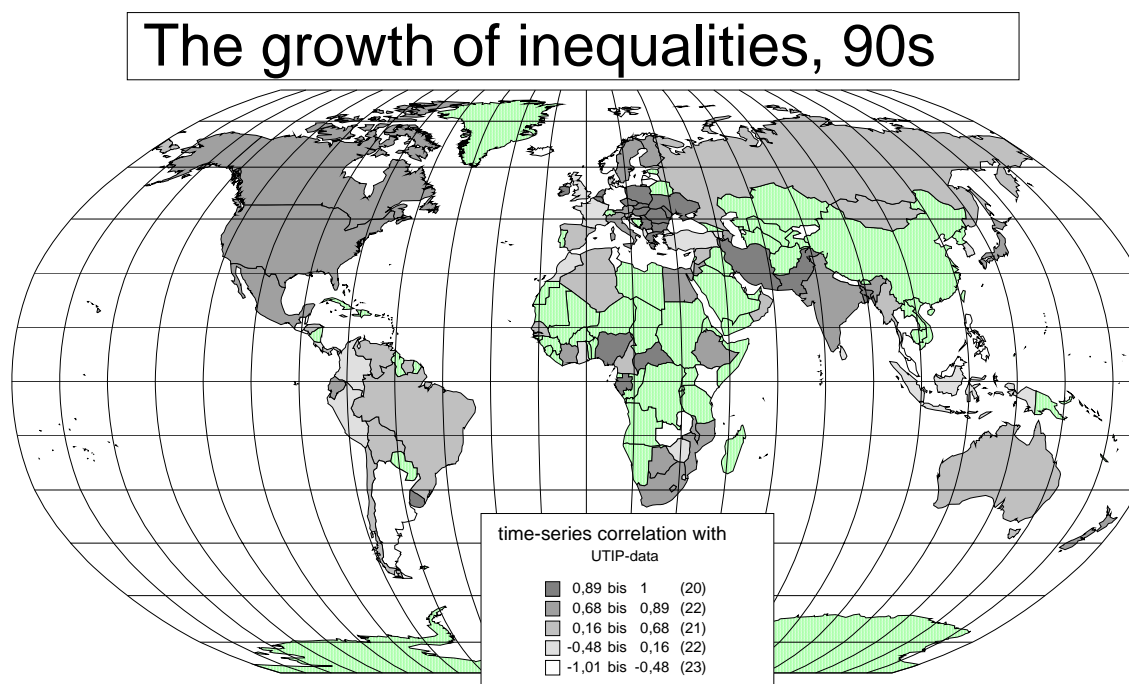 The growth of inequalities, 90s
time-series correlation with
UTIP-data
0,89 bis 1 (20)
0,68 bis 0,89 (22)
0,16 bis 0,68 (21)
-0,48 bis 0,16 (22)
-1,01 bis -0,48 (23)